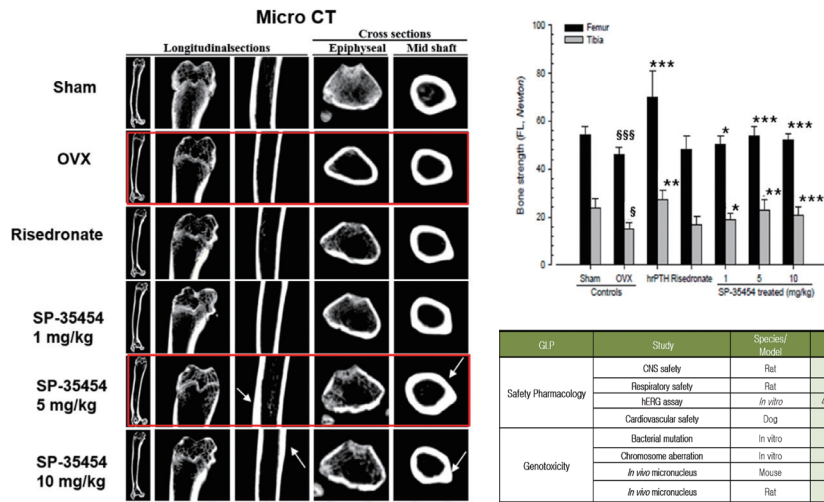 Micro CT
Cross sections
Longitudinalsections
Epiphyseal
Mid shaft
Sham
OVX
Risedronate
SP-35454
1 mg/kg
SP-35454
5 mg/kg
SP-35454
10 mg/kg
Femur
Tibia
Bone strength (FL, Newton)
100
80
60
40
20
0
§§§
§
***
**
*
*
***
**
***
***
Sham OVX hrPTH Risedronate 1 5 10
Controls
SP-35454 treated (mg/kg)
GLP Study Species/
Model
Safety Pharmacology
CNS safety Rat
Respiratory safety Rat
hERG assay In vitro
Cardiovascular safety Dog
Genotoxicity
Bacterial mutation In vitro
Chromosome aberration In vitro
In vivo micronucleus Mouse
In vivo micronucleus Rat